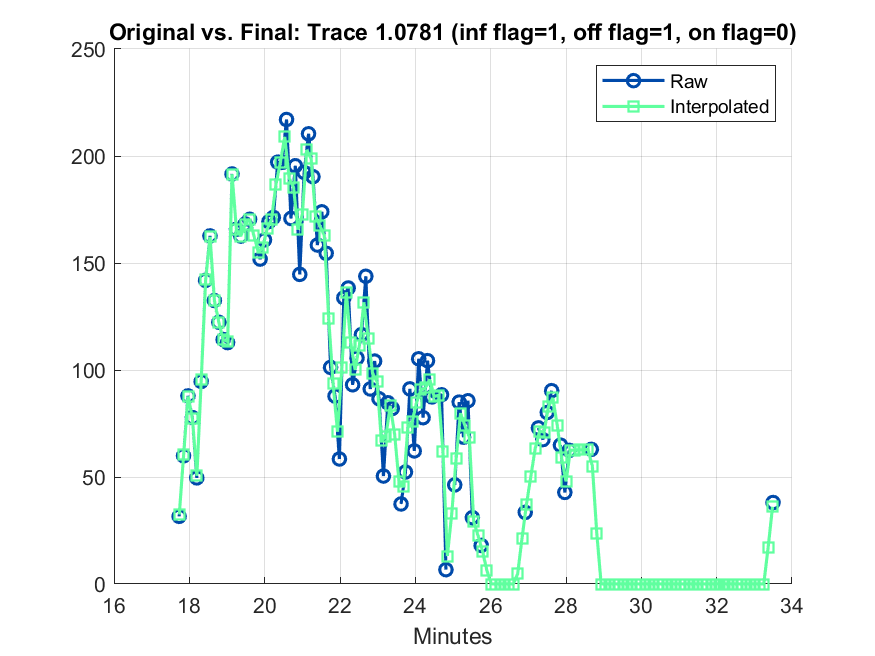 Original vs. Final: Trace 1.0781 (inf flag=1, off flag=1, on flag=0)
250
200
150
100
50
0
Raw
Interpolated
16 18 20 22 24 26 28 30 32 34
Minutes